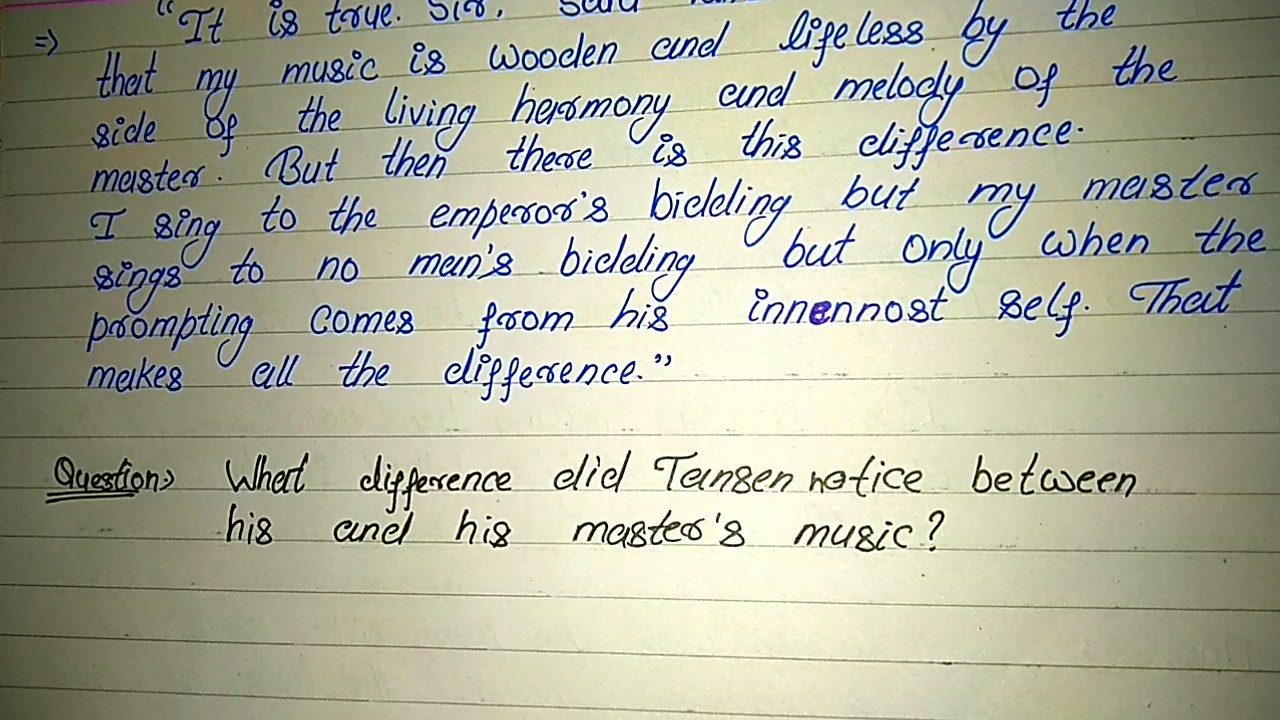 ⇒ "It is true. Sir, said
that my music is wooden and lifeless by the
side of the living harmony and melody of the
master. But then there is this difference.
I sing to the emperor's bidding but my master
sings to no man's bidding but only when the
prompting comes from his innennost self. That
makes all the difference."
Question⇒ What difference did Tansen notice between
his and his master's music?